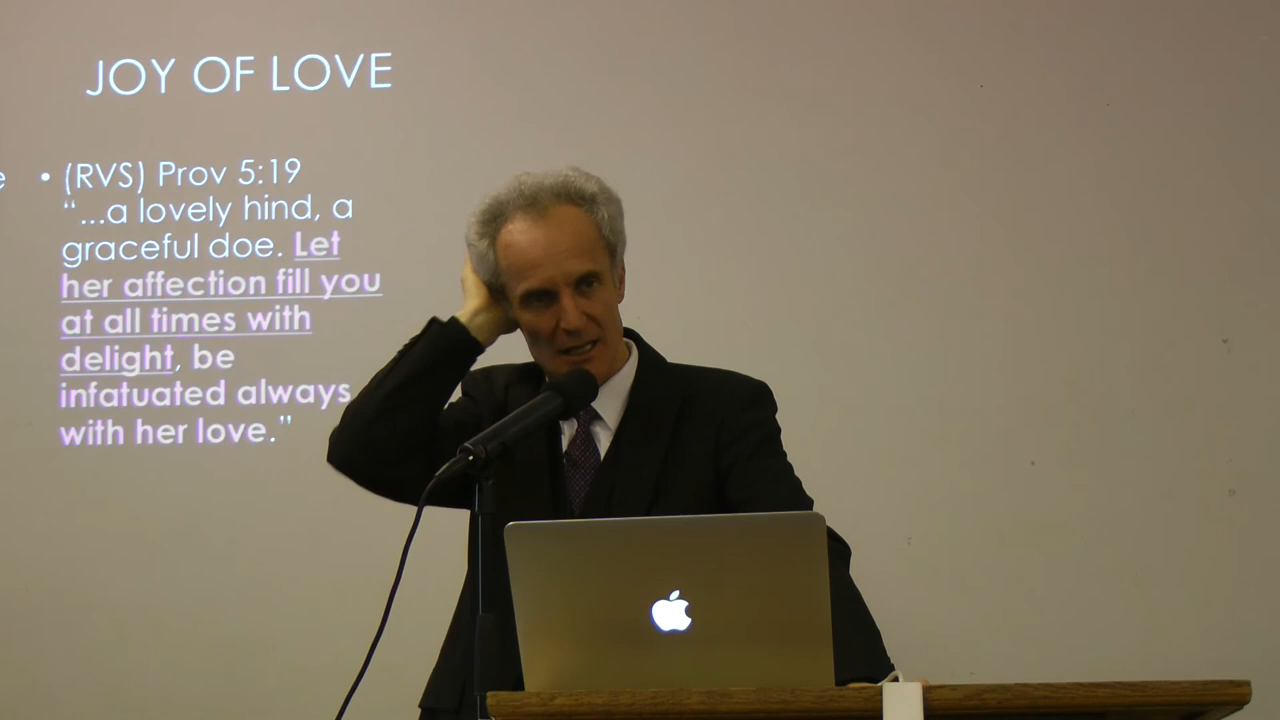 JOY OF LOVE
• (RVS) Prov 5:19
“...a lovely hind, a
graceful doe. Let
her affection fill you
at all times with
delight, be
infatuated always
with her love."